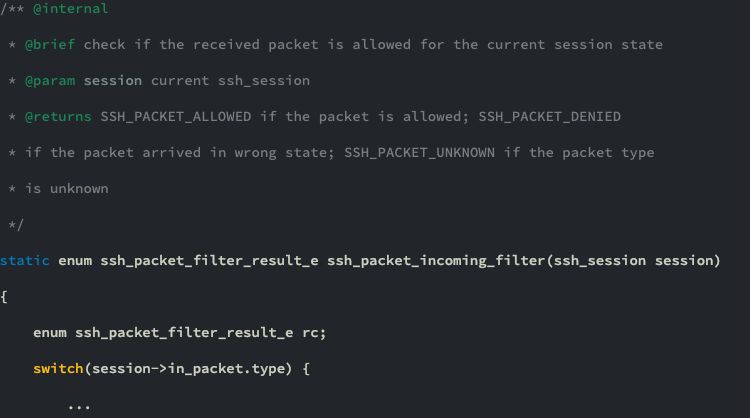 /** @internal
 * @brief check if the received packet is allowed for the current session state
 * @param session current ssh_session
 * @returns SSH_PACKET_ALLOWED if the packet is allowed; SSH_PACKET_DENIED
 * if the packet arrived in wrong state; SSH_PACKET_UNKNOWN if the packet type
 * is unknown
 */
static enum ssh_packet_filter_result_e ssh_packet_incoming_filter(ssh_session session)
{
    enum ssh_packet_filter_result_e rc;
    switch(session->in_packet.type) {
        ...